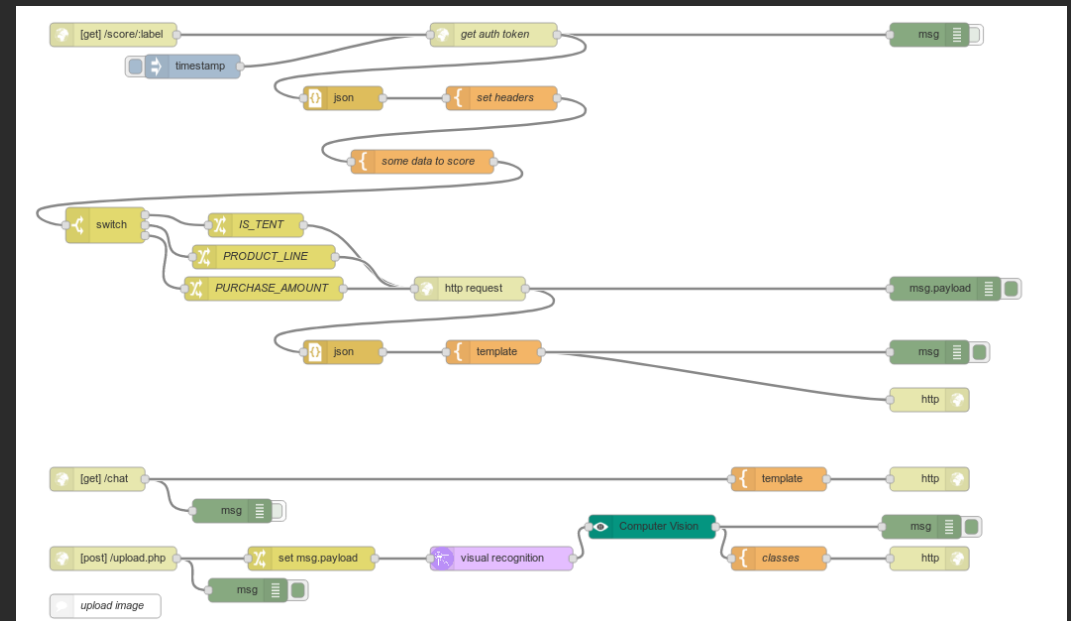 [get] /score/:label
get auth token
msg
timestamp
json
set headers
some data to score
switch
IS_TENT
PRODUCT_LINE
PURCHASE_AMOUNT
http request
msg.payload
json
template
msg
http
[get] /chat
template
http
msg
Computer Vision
msg
[post] /upload.php
set msg.payload
visual recognition
classes
http
msg
upload image